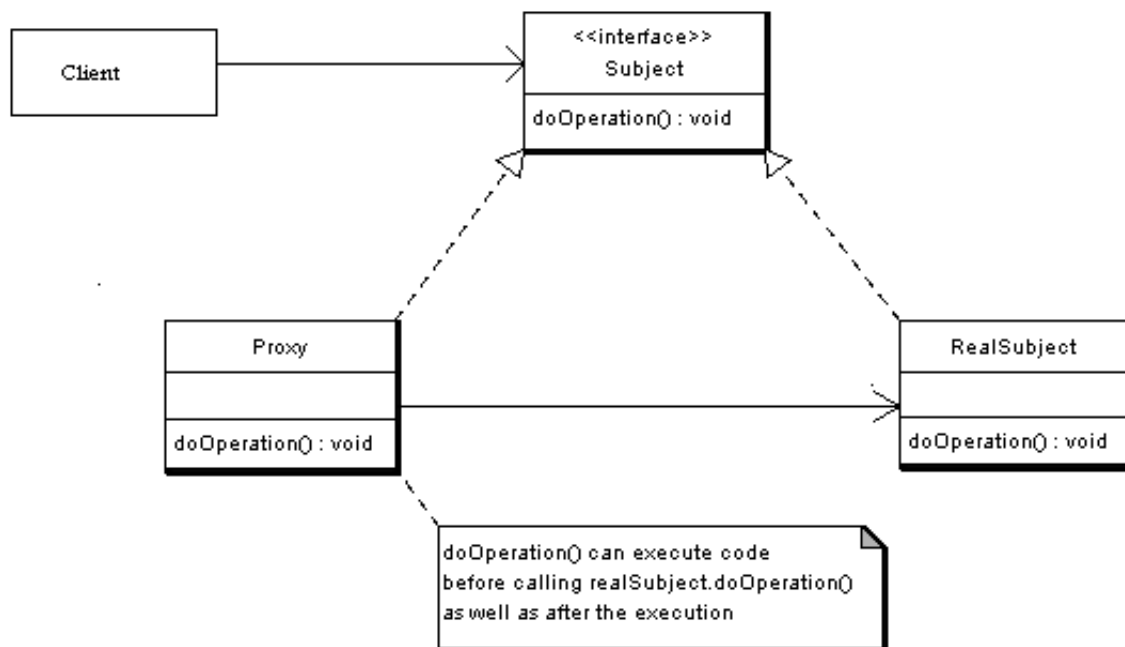 Client
<<interface>>
Subject
doOperation() : void
Proxy
doOperation() : void
RealSubject
doOperation() : void
doOperation() can execute code
before calling realSubject.doOperation()
as well as after the execution